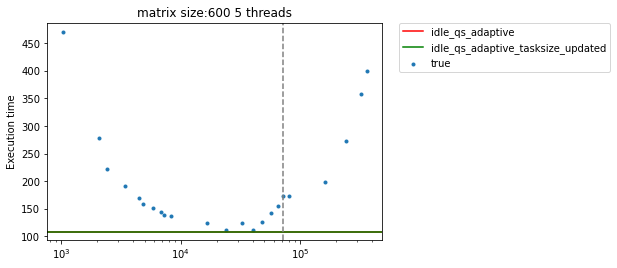 matrix size:600 5 threads
Execution time
450
400
350
300
250
200
150
100
10³
10⁴
10⁵
idle_qs_adaptive
idle_qs_adaptive_tasksize_updated
true